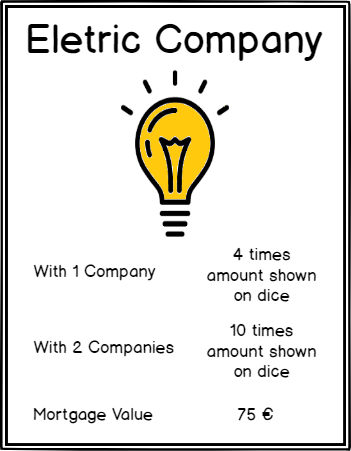 Eletric Company
With 1 Company
4 times
amount shown
on dice
With 2 Companies
10 times
amount shown
on dice
Mortgage Value
75 €